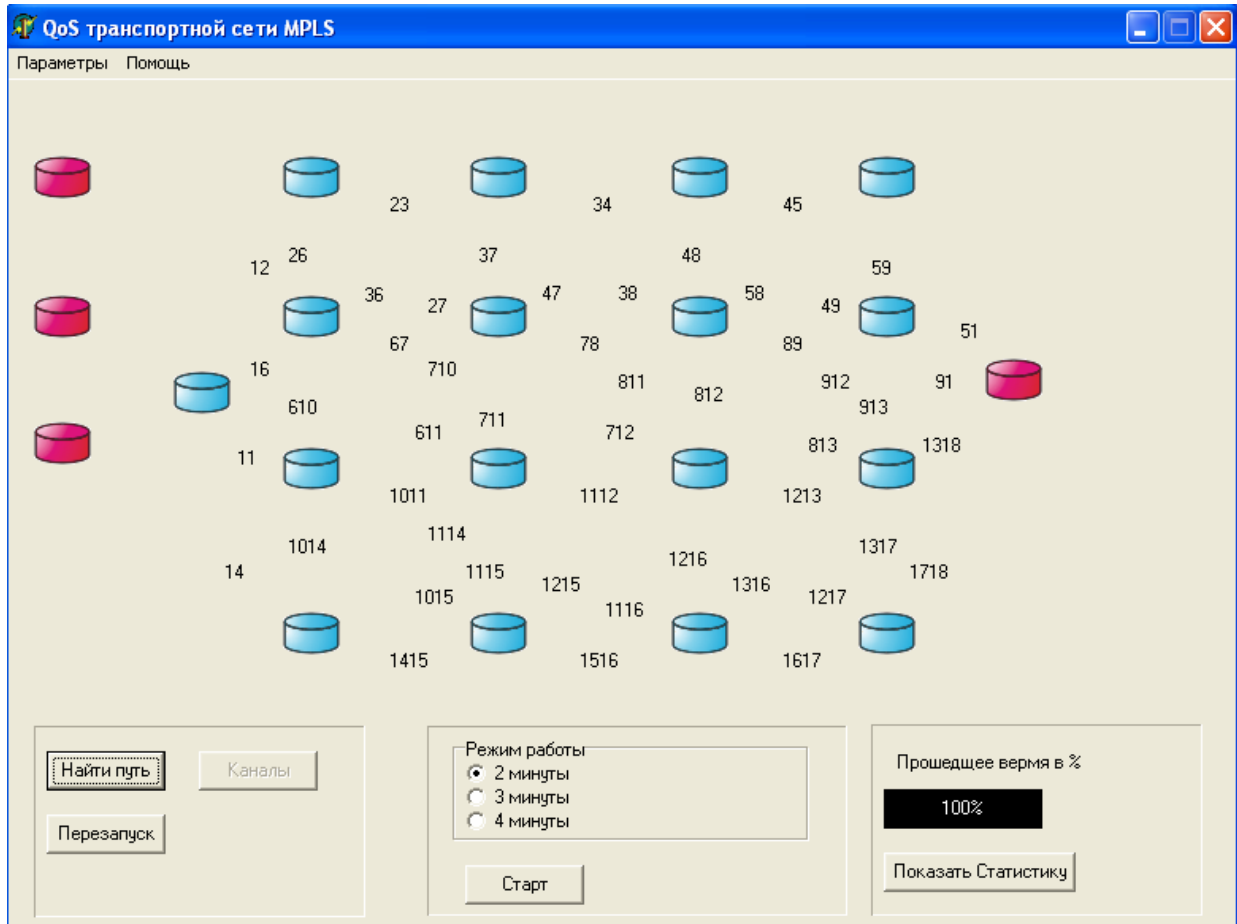 QoS транспортной сети MPLS
Параметры Помощь
23 34 45
12 26 37 48 59
36 27 47 38 58 49 51
67 78 89
16 710 811 812 912 91
610 611 711 712 913
11 813 1318
1011 1112 1213
1114
1014 1216 1317
14 1115 1215 1316 1718
1015 1116 1217
1415 1516 1617
Найти путь Каналы
Перезапуск
Режим работы
2 минуты
3 минуты
4 минуты
Старт
Прошедщее вермя в %
100%
Показать Статистику